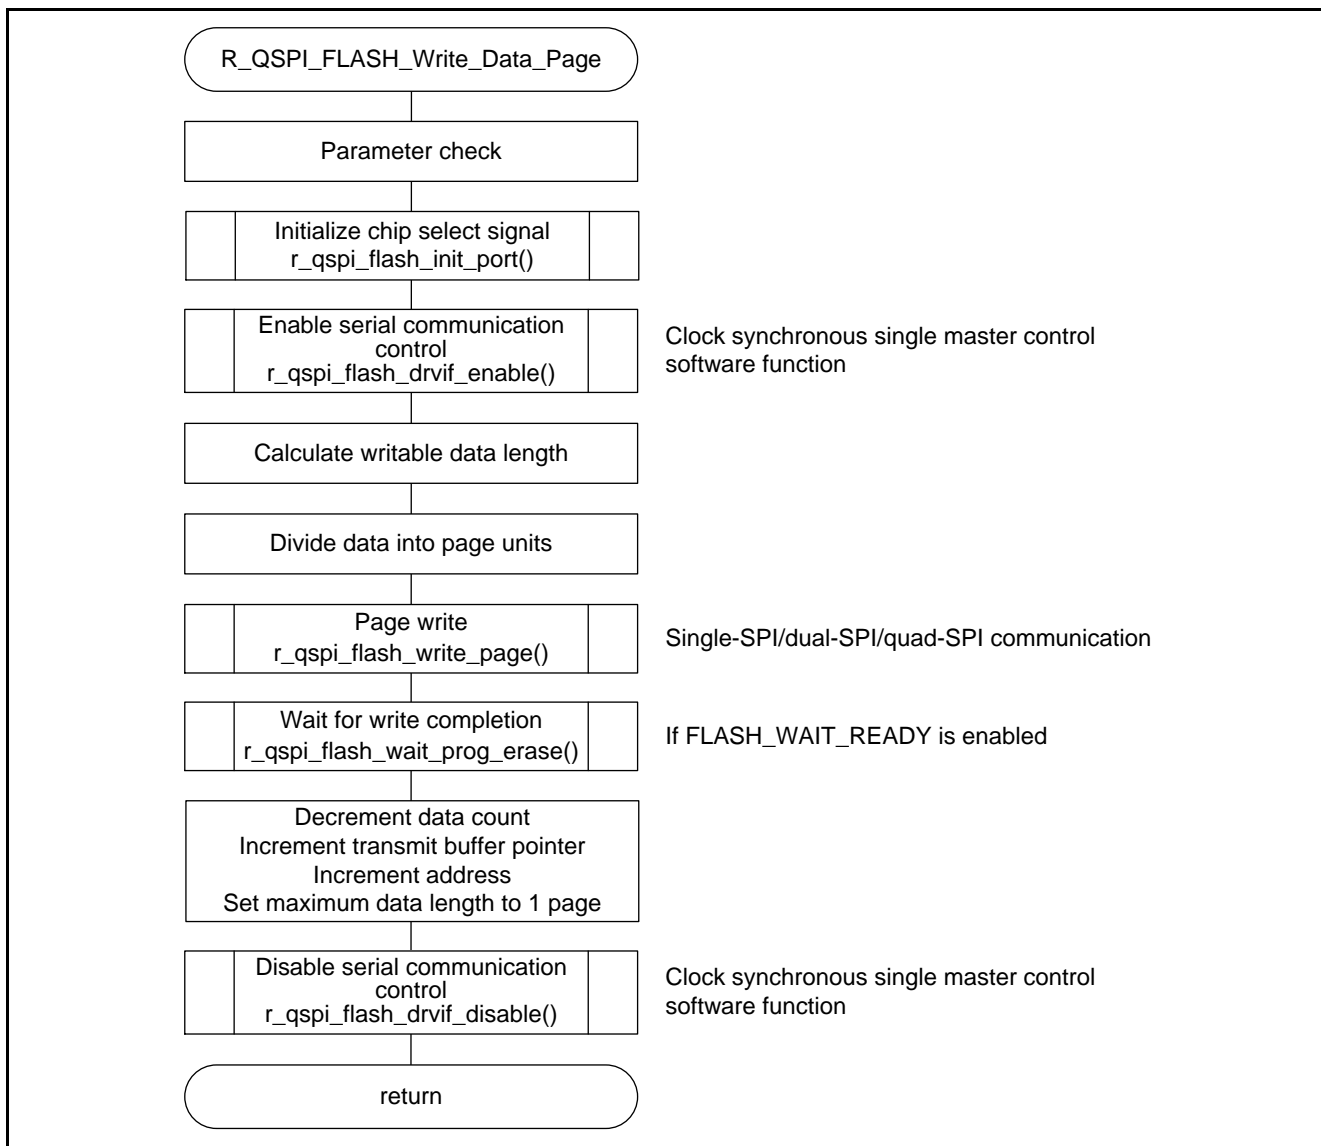 R_QSPI_FLASH_Write_Data_Page
Parameter check
Initialize chip select signal
r_qspi_flash_init_port()
Enable serial communication
control
r_qspi_flash_drvif_enable()
Clock synchronous single master control
software function
Calculate writable data length
Divide data into page units
Page write
r_qspi_flash_write_page()
Single-SPI/dual-SPI/quad-SPI communication
Wait for write completion
r_qspi_flash_wait_prog_erase()
If FLASH_WAIT_READY is enabled
Decrement data count
Increment transmit buffer pointer
Increment address
Set maximum data length to 1 page
Disable serial communication
control
r_qspi_flash_drvif_disable()
Clock synchronous single master control
software function
return